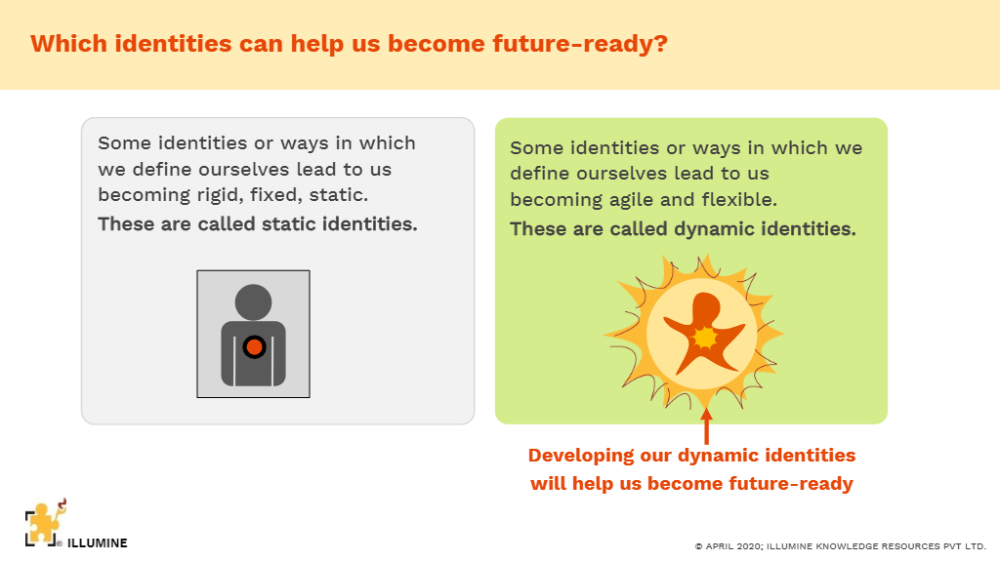 Which identities can help us become future-ready?
Some identities or ways in which
we define ourselves lead to us
becoming rigid, fixed, static.
These are called static identities.
Some identities or ways in which we
define ourselves lead to us
becoming agile and flexible.
These are called dynamic identities.
Developing our dynamic identities
will help us become future-ready
® ILLUMINE
© APRIL 2020; ILLUMINE KNOWLEDGE RESOURCES PVT LTD.